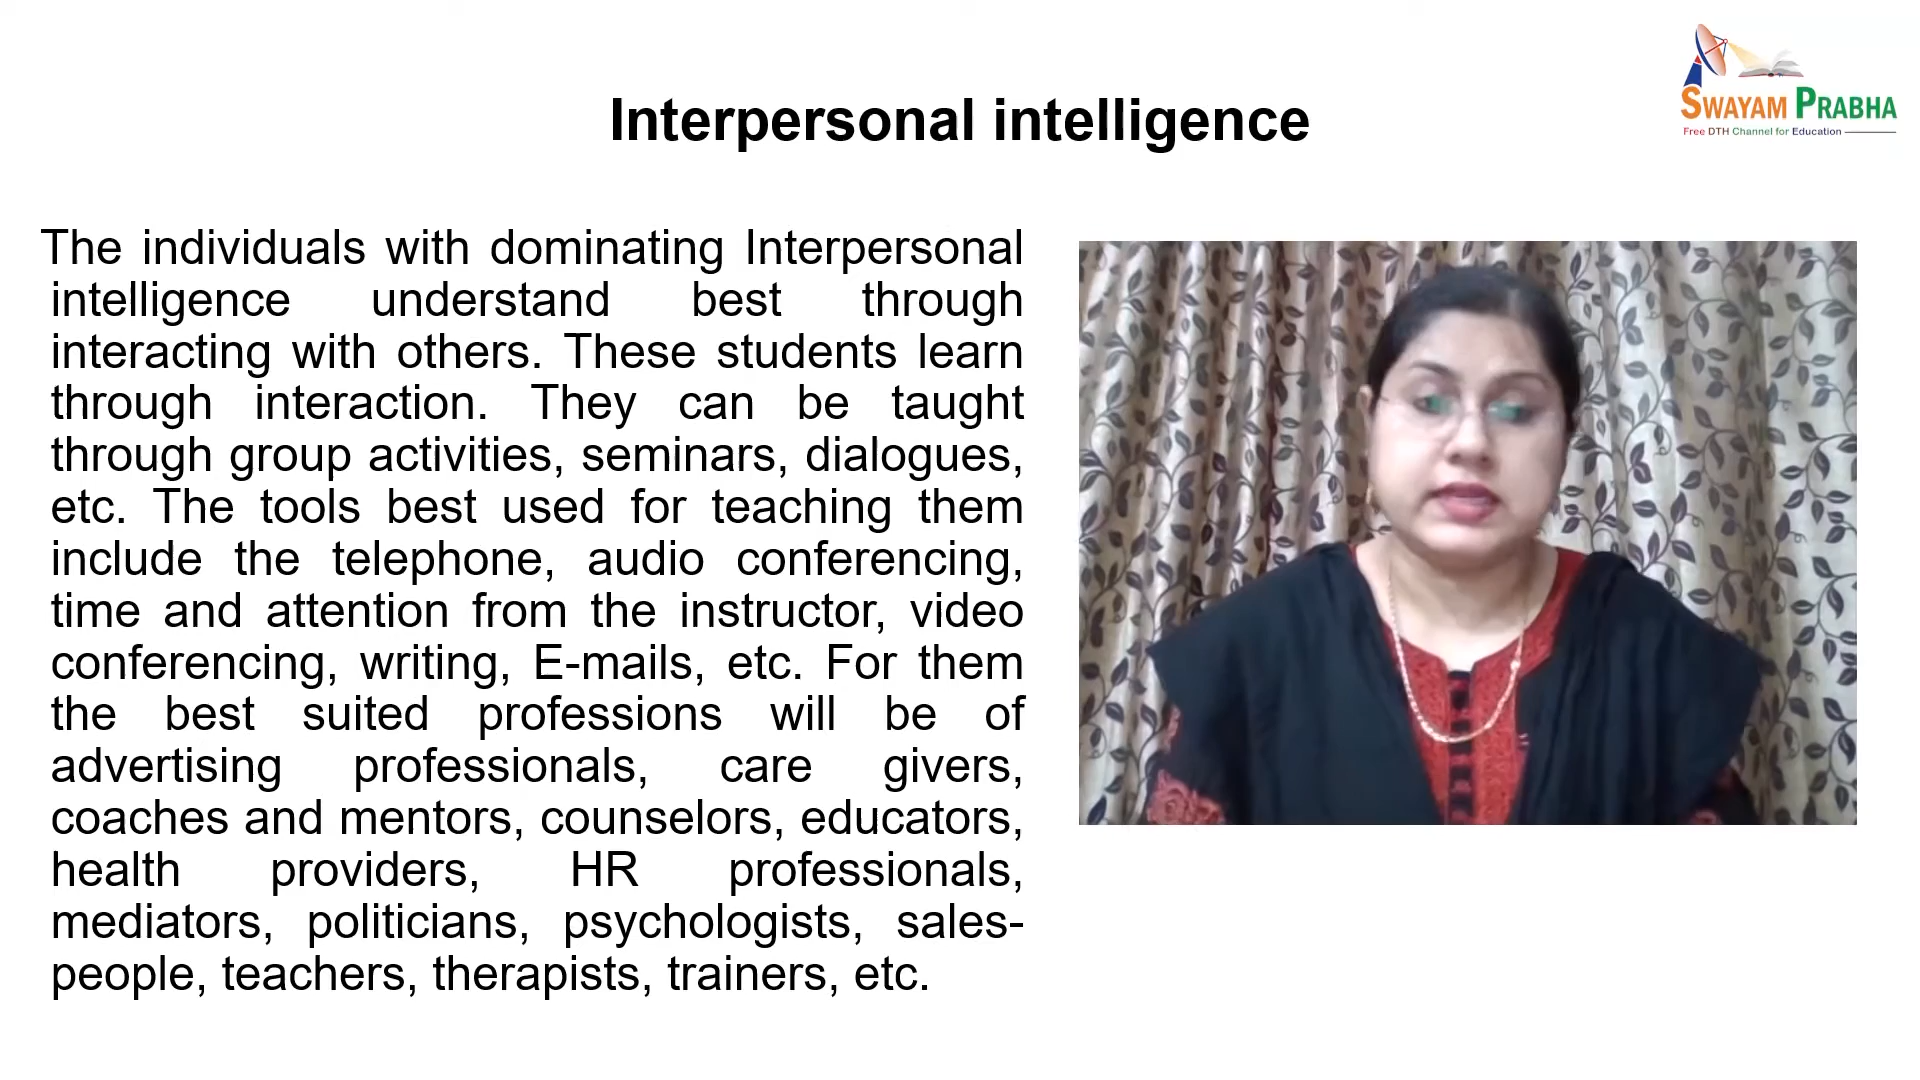 SWAYAM PRABHA
Free DTH Channel for Education
Interpersonal intelligence
The individuals with dominating Interpersonal
intelligence understand best through
interacting with others. These students learn
through interaction. They can be taught
through group activities, seminars, dialogues,
etc. The tools best used for teaching them
include the telephone, audio conferencing,
time and attention from the instructor, video
conferencing, writing, E-mails, etc. For them
the best suited professions will be of
advertising professionals, care givers,
coaches and mentors, counselors, educators,
health providers, HR professionals,
mediators, politicians, psychologists, sales-
people, teachers, therapists, trainers, etc.